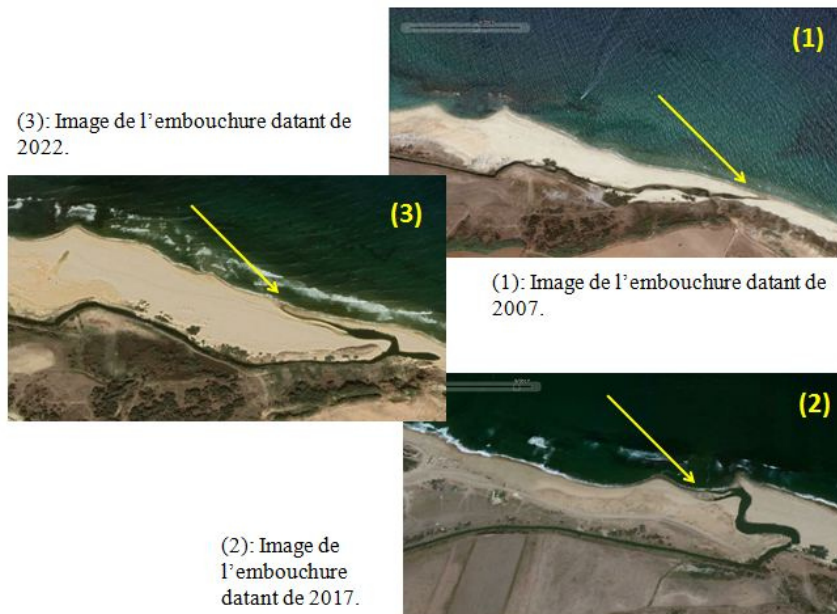 (1)
(3): Image de l’embouchure datant de
2022.
(3)
(1): Image de l’embouchure datant de
2007.
(2)
(2): Image de
l’embouchure
datant de 2017.